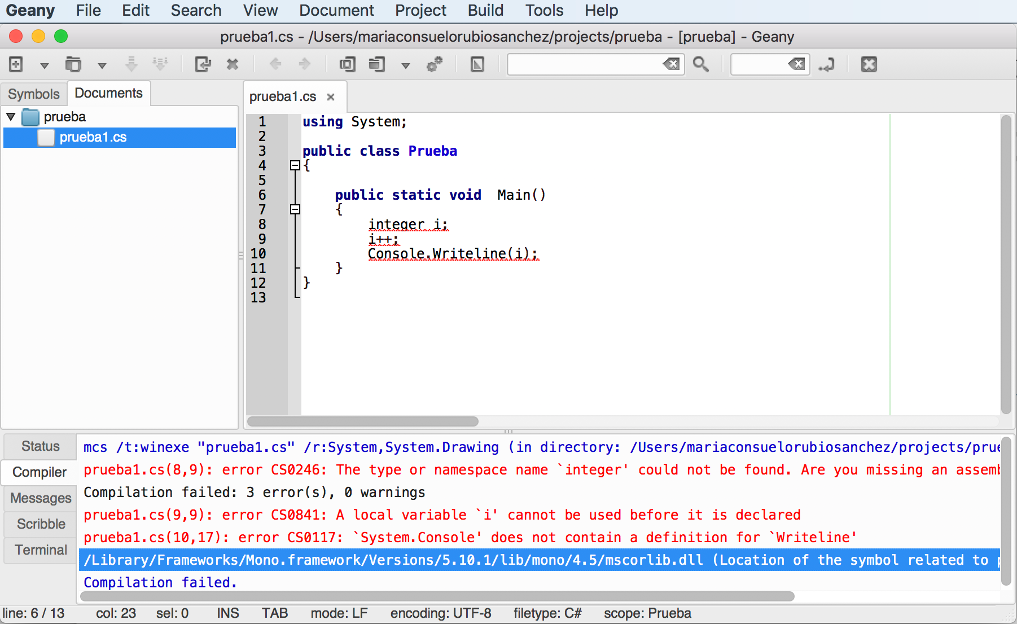 Geany File Edit Search View Document Project Build Tools Help
prueba1.cs - /Users/mariaconsuelorubiosanchez/projects/prueba - [prueba] - Geany
Symbols Documents
prueba
prueba1.cs
prueba1.cs
1 using System;
2
3 public class Prueba
4 {
5
6 public static void Main()
7 {
8 integer i;
9 i++;
10 Console.Writeline(i);
11 }
12 }
13
Status
Compiler
Messages
Scribble
Terminal
mcs /t:winexe "prueba1.cs" /r:System,System.Drawing (in directory: /Users/mariaconsuelorubiosanchez/projects/prue
prueba1.cs(8,9): error CS0246: The type or namespace name `integer' could not be found. Are you missing an assemb
Compilation failed: 3 error(s), 0 warnings
prueba1.cs(9,9): error CS0841: A local variable `i' cannot be used before it is declared
prueba1.cs(10,17): error CS0117: `System.Console' does not contain a definition for `Writeline'
/Library/Frameworks/Mono.framework/Versions/5.10.1/lib/mono/4.5/mscorlib.dll (Location of the symbol related to p
Compilation failed.
line: 6 / 13 col: 23 sel: 0 INS TAB mode: LF encoding: UTF-8 filetype: C# scope: Prueba